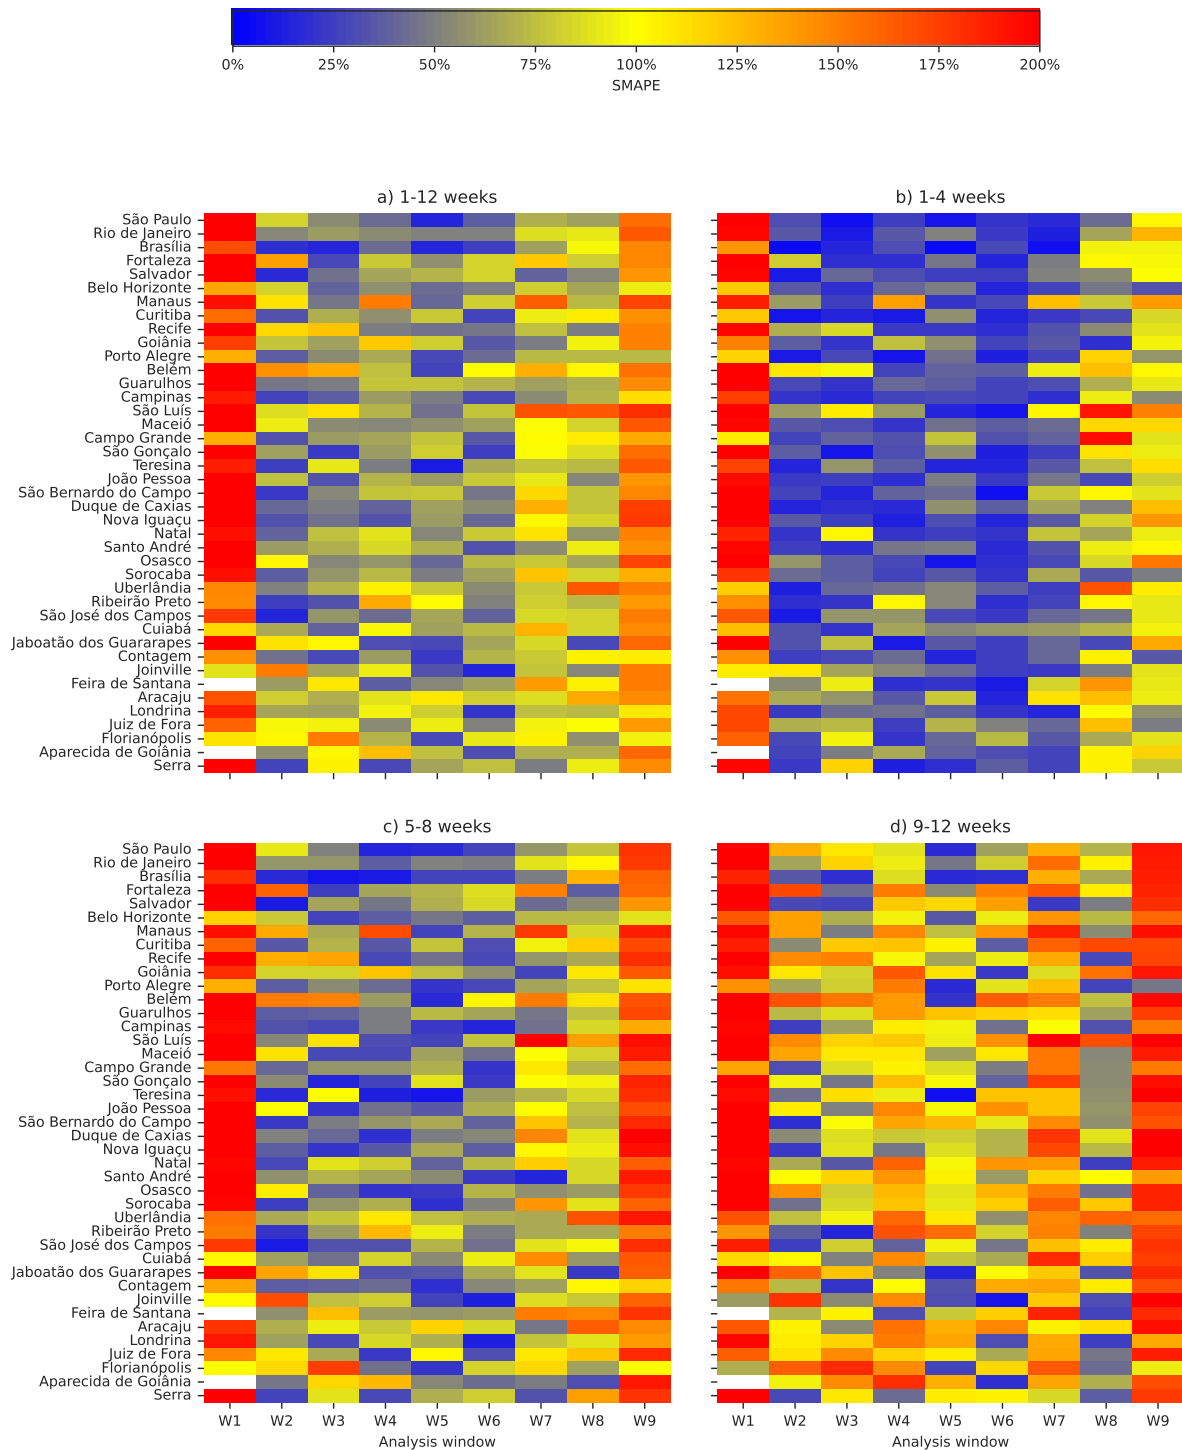 0% 25% 50% 75% 100% 125% 150% 175% 200%
SMAPE
a) 1-12 weeks
b) 1-4 weeks
São Paulo
Rio de Janeiro
Brasília
Fortaleza
Salvador
Belo Horizonte
Manaus
Curitiba
Recife
Goiânia
Porto Alegre
Belém
Guarulhos
Campinas
São Luís
Maceió
Campo Grande
São Gonçalo
Teresina
João Pessoa
São Bernardo do Campo
Duque de Caxias
Nova Iguaçu
Natal
Santo André
Osasco
Sorocaba
Uberlândia
Ribeirão Preto
São José dos Campos
Cuiabá
Jaboatão dos Guararapes
Contagem
Joinville
Feira de Santana
Aracaju
Londrina
Juiz de Fora
Florianópolis
Aparecida de Goiânia
Serra
c) 5-8 weeks
d) 9-12 weeks
São Paulo
Rio de Janeiro
Brasília
Fortaleza
Salvador
Belo Horizonte
Manaus
Curitiba
Recife
Goiânia
Porto Alegre
Belém
Guarulhos
Campinas
São Luís
Maceió
Campo Grande
São Gonçalo
Teresina
João Pessoa
São Bernardo do Campo
Duque de Caxias
Nova Iguaçu
Natal
Santo André
Osasco
Sorocaba
Uberlândia
Ribeirão Preto
São José dos Campos
Cuiabá
Jaboatão dos Guararapes
Contagem
Joinville
Feira de Santana
Aracaju
Londrina
Juiz de Fora
Florianópolis
Aparecida de Goiânia
Serra
W1 W2 W3 W4 W5 W6 W7 W8 W9
Analysis window
W1 W2 W3 W4 W5 W6 W7 W8 W9
Analysis window